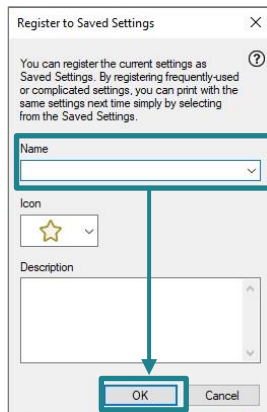 Register to Saved Settings
You can register the current settings as
Saved Settings. By registering frequently-used
or complicated settings, you can print with the
same settings next time simply by selecting
from the Saved Settings.
Name
Icon
Description
OK
Cancel